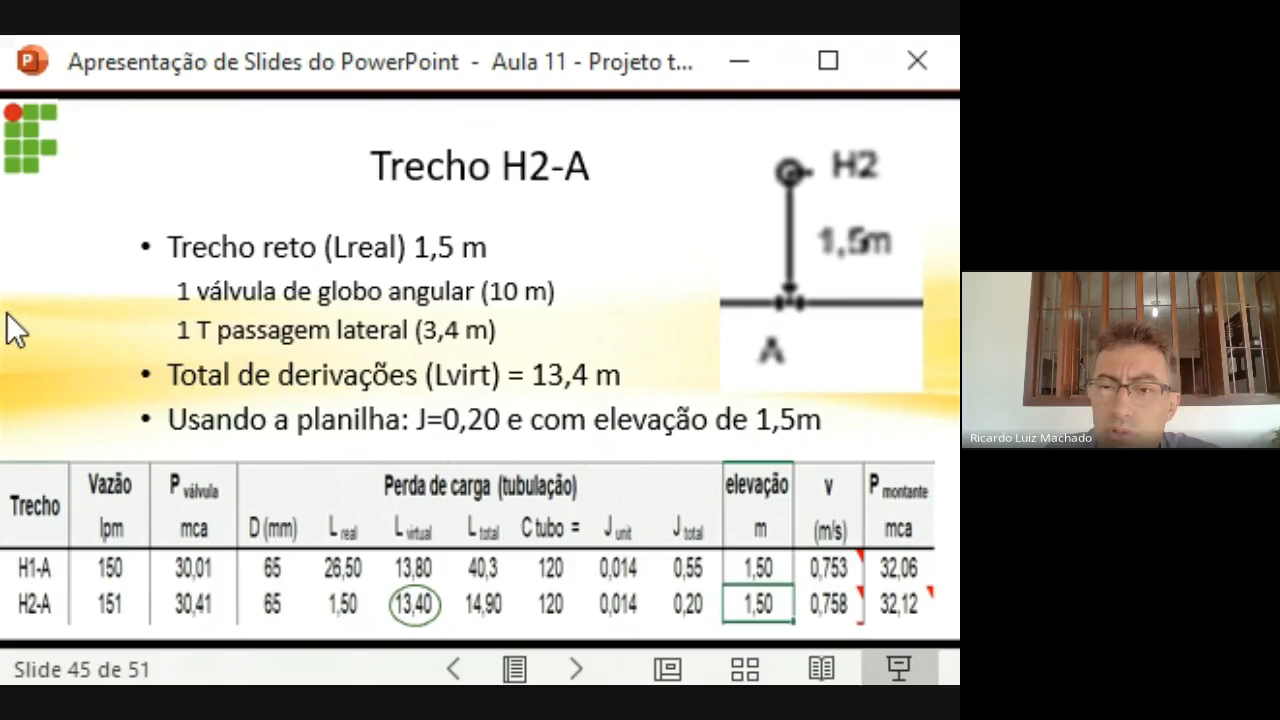 Apresentação de Slides do PowerPoint - Aula 11 - Projeto t...
Trecho H2-A
H2
1,5m
A
• Trecho reto (Lreal) 1,5 m
1 válvula de globo angular (10 m)
1 T passagem lateral (3,4 m)
• Total de derivações (Lvirt) = 13,4 m
• Usando a planilha: J=0,20 e com elevação de 1,5m
Trecho Vazão P válvula Perda de carga (tubulação) elevação v P montante
lpm mca D (mm) L real L virtual L total C tubo = J unit J total m (m/s) mca
H1-A 150 30,01 65 26,50 13,80 40,3 120 0,014 0,55 1,50 0,753 32,06
H2-A 151 30,41 65 1,50 13,40 14,90 120 0,014 0,20 1,50 0,758 32,12
Slide 45 de 51
Ricardo Luiz Machado